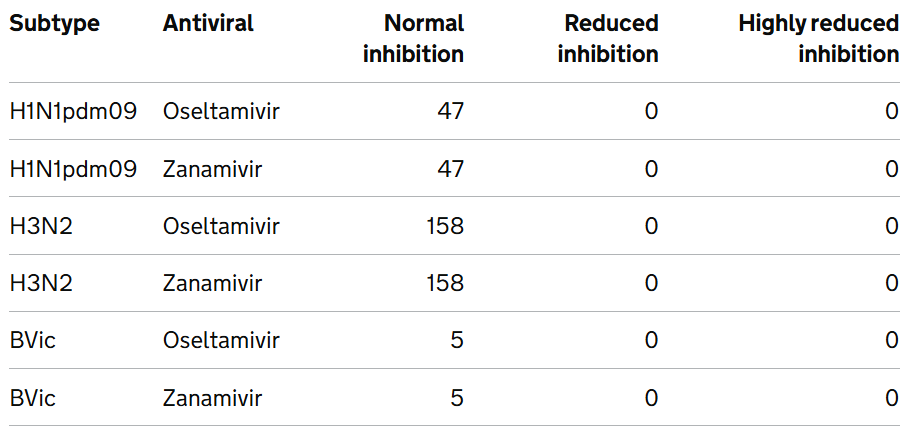 Subtype Antiviral Normal inhibition Reduced inhibition Highly reduced inhibition
H1N1pdm09 Oseltamivir 47 0 0
H1N1pdm09 Zanamivir 47 0 0
H3N2 Oseltamivir 158 0 0
H3N2 Zanamivir 158 0 0
BVic Oseltamivir 5 0 0
BVic Zanamivir 5 0 0